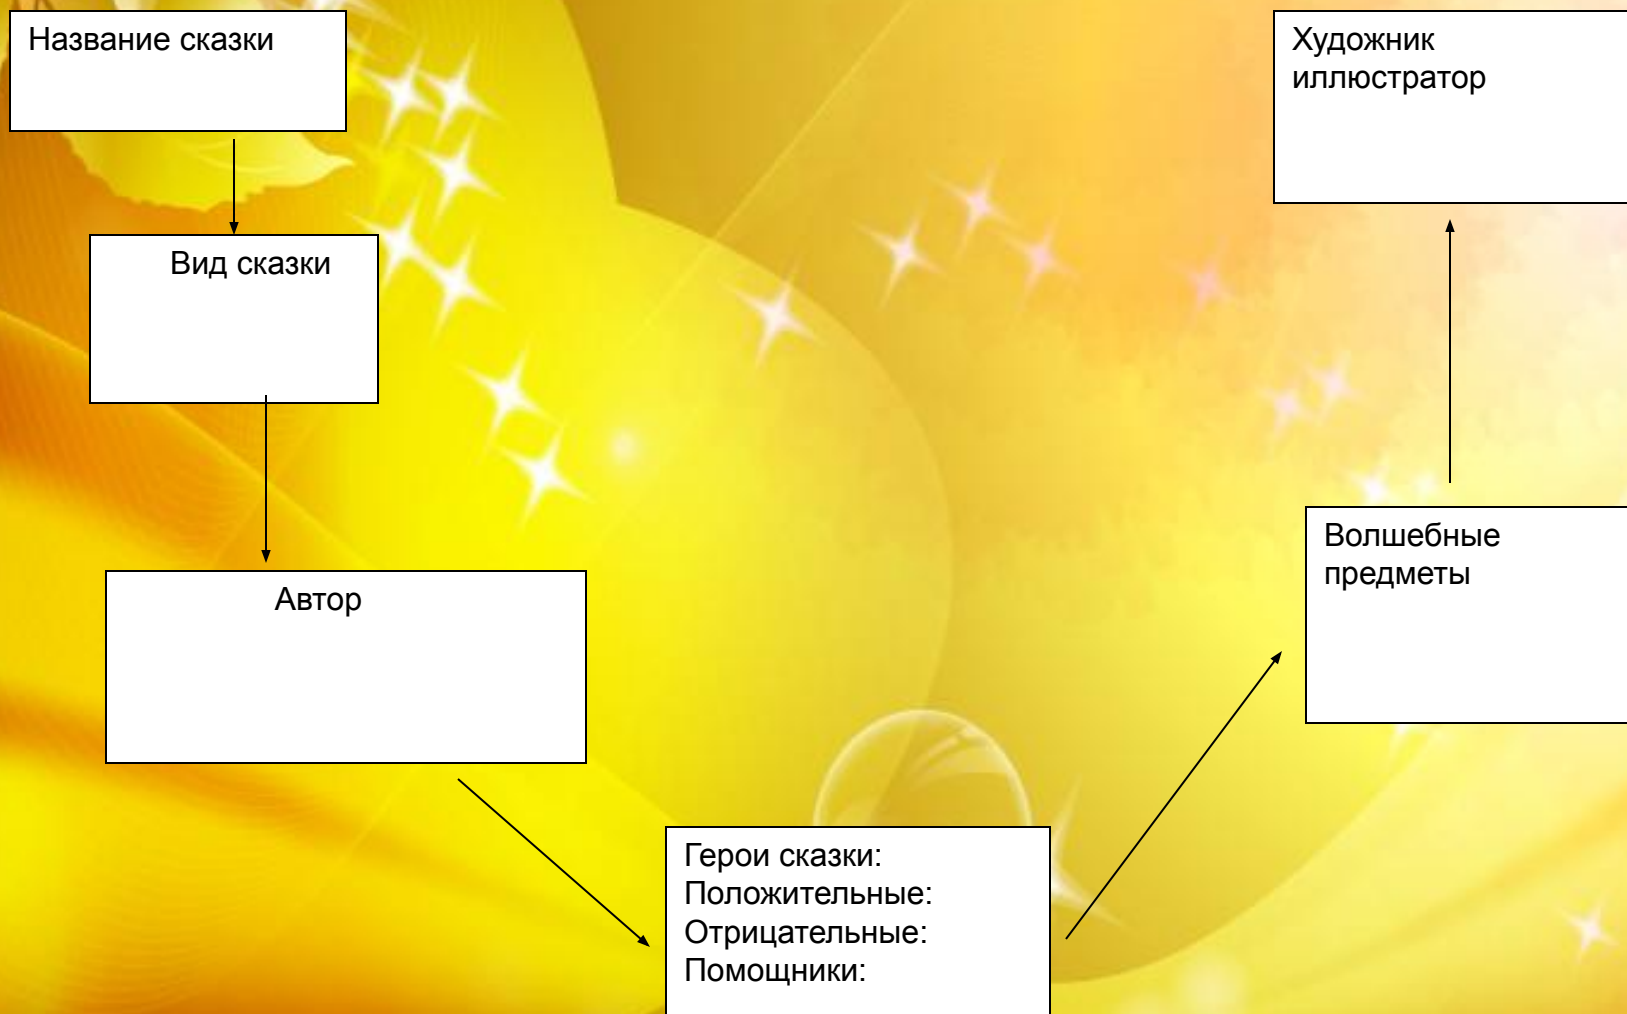 Название сказки
Вид сказки
Автор
Герои сказки:
Положительные:
Отрицательные:
Помощники:
Волшебные
предметы
Художник
иллюстратор